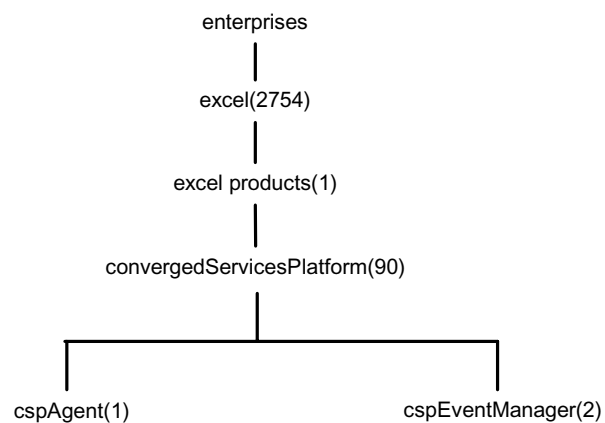 enterprises
excel(2754)
excel products(1)
convergedServicesPlatform(90)
cspAgent(1)
cspEventManager(2)